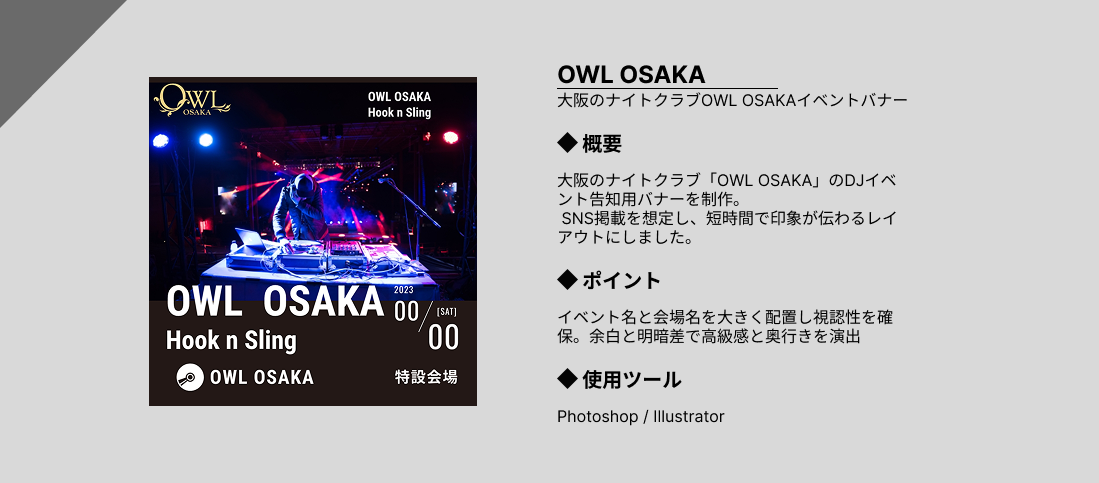 OWL
OSAKA
OWL OSAKA
Hook n Sling
OWL OSAKA
2023
00/00
[SAT]
Hook n Sling
OWL OSAKA
特設会場
OWL OSAKA
大阪のナイトクラブOWL OSAKAイベントバナー
◆ 概要
大阪のナイトクラブ「OWL OSAKA」のDJイベ
ント告知用バナーを制作。
SNS掲載を想定し、短時間で印象が伝わるレイ
アウトにしました。
◆ ポイント
イベント名と会場名を大きく配置し視認性を確
保。余白と明暗差で高級感と奥行きを演出
◆ 使用ツール
Photoshop / Illustrator